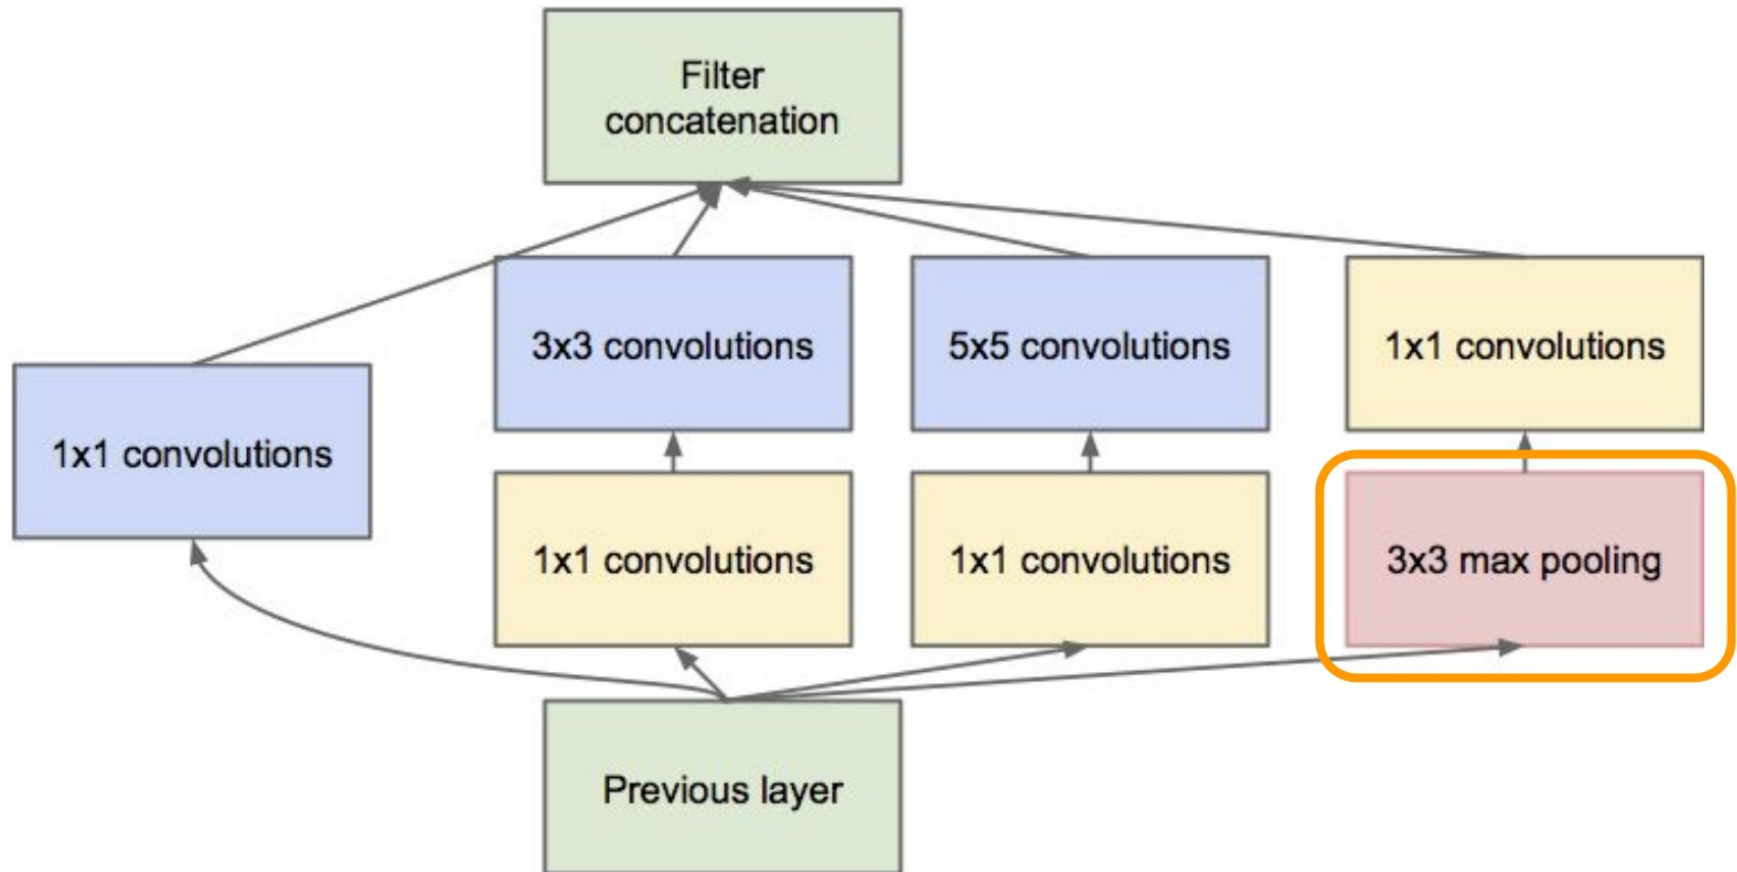 Filter
concatenation
3x3 convolutions
5x5 convolutions
1x1 convolutions
1x1 convolutions
1x1 convolutions
1x1 convolutions
3x3 max pooling
Previous layer